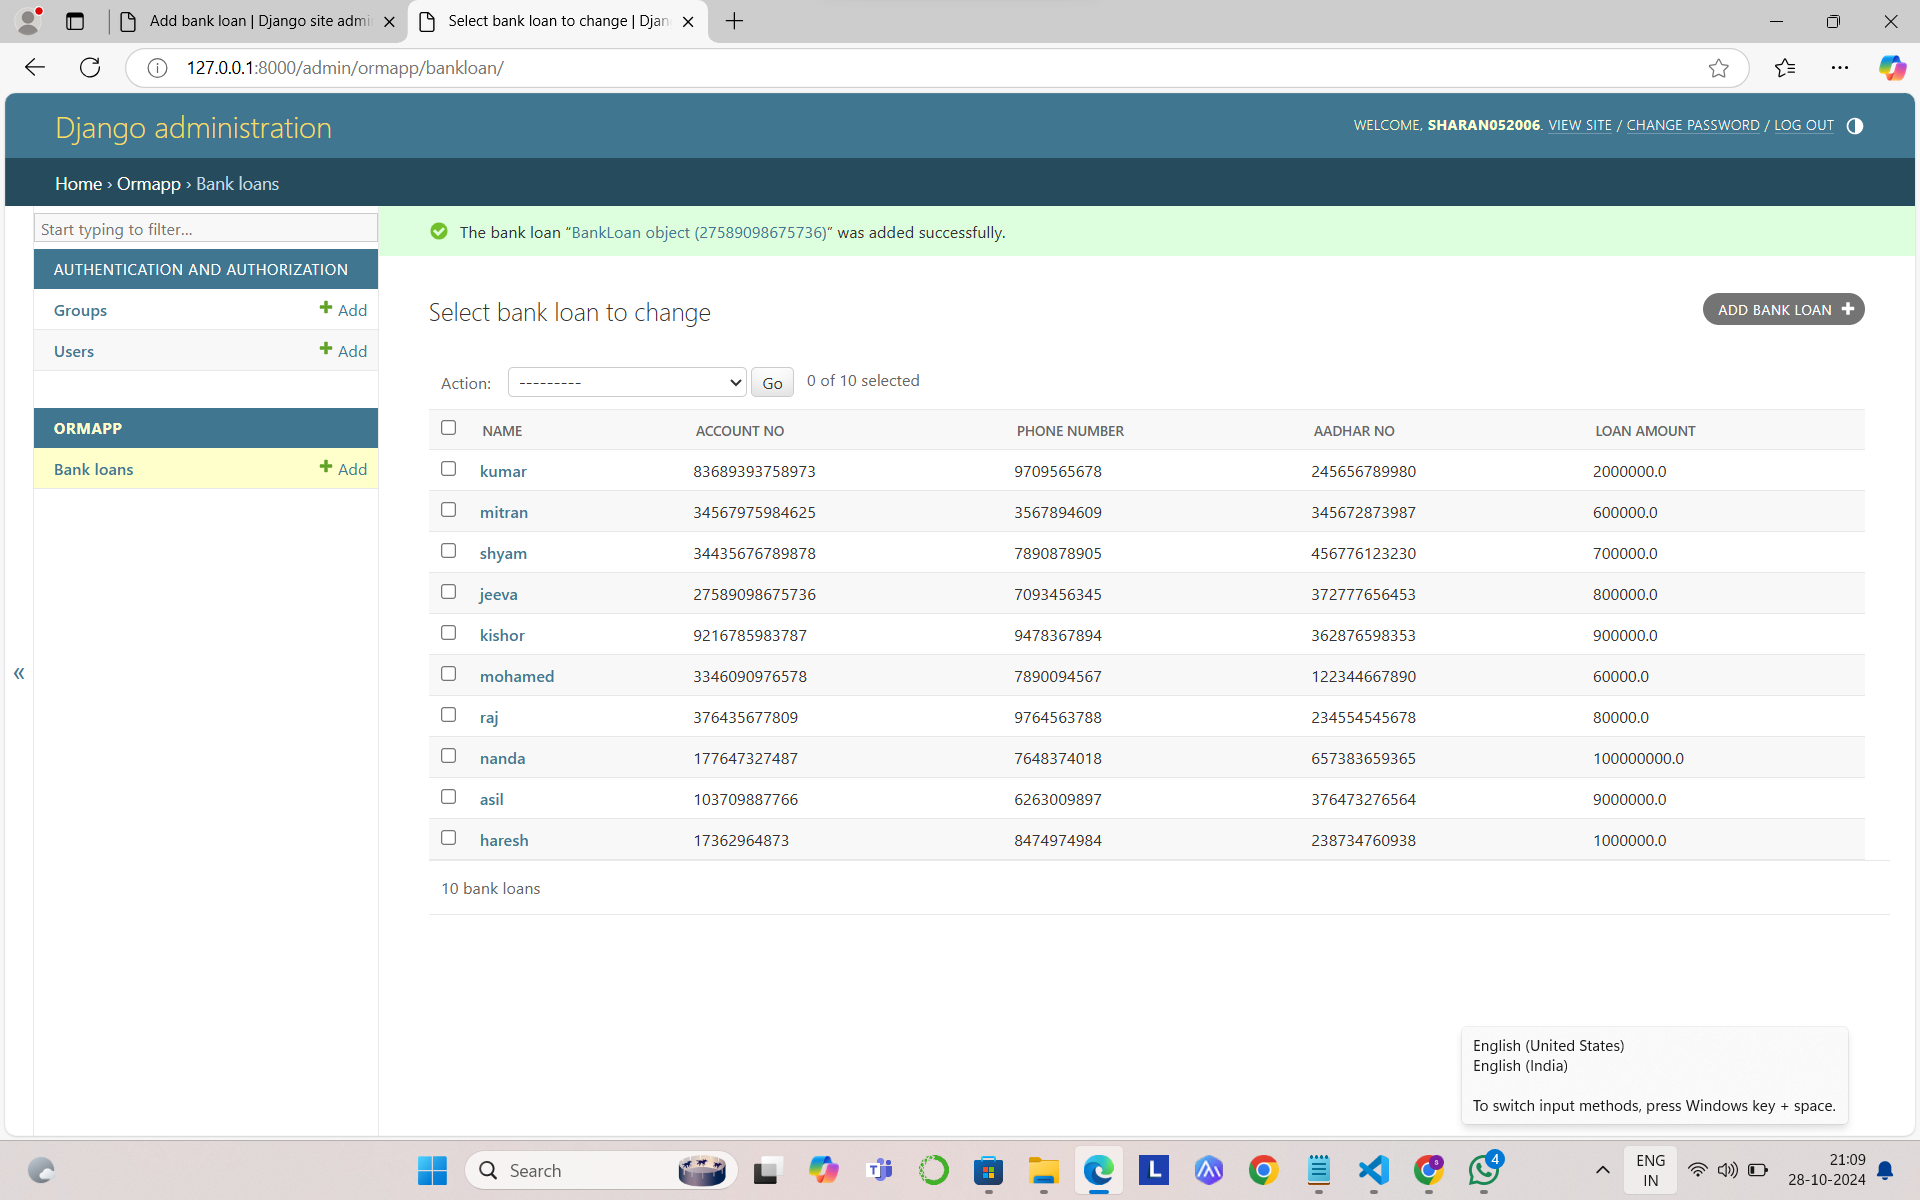 Add bank loan | Django site admi
Select bank loan to change | Djan
127.0.0.1:8000/admin/ormapp/bankloan/
Django administration
WELCOME, SHARAN052006. VIEW SITE / CHANGE PASSWORD / LOG OUT
Home › Ormapp › Bank loans
Start typing to filter...
AUTHENTICATION AND AUTHORIZATION
Groups + Add
Users + Add
ORMAPP
Bank loans + Add
«
The bank loan “BankLoan object (27589098675736)” was added successfully.
Select bank loan to change
ADD BANK LOAN +
Action: --------- Go 0 of 10 selected
NAME ACCOUNT NO PHONE NUMBER AADHAR NO LOAN AMOUNT
kumar 83689393758973 9709565678 245656789980 2000000.0
mitran 34567975984625 3567894609 345672873987 600000.0
shyam 34435676789878 7890878905 456776123230 700000.0
jeeva 27589098675736 7093456345 372777656453 800000.0
kishor 9216785983787 9478367894 362876598353 900000.0
mohamed 3346090976578 7890094567 122344667890 60000.0
raj 376435677809 9764563788 234554545678 80000.0
nanda 177647327487 7648374018 657383659365 100000000.0
asil 103709887766 6263009897 376473276564 9000000.0
haresh 17362964873 8474974984 238734760938 1000000.0
10 bank loans
English (United States)
English (India)
To switch input methods, press Windows key + space.
Search
L
4
ENG
IN
21:09
28-10-2024